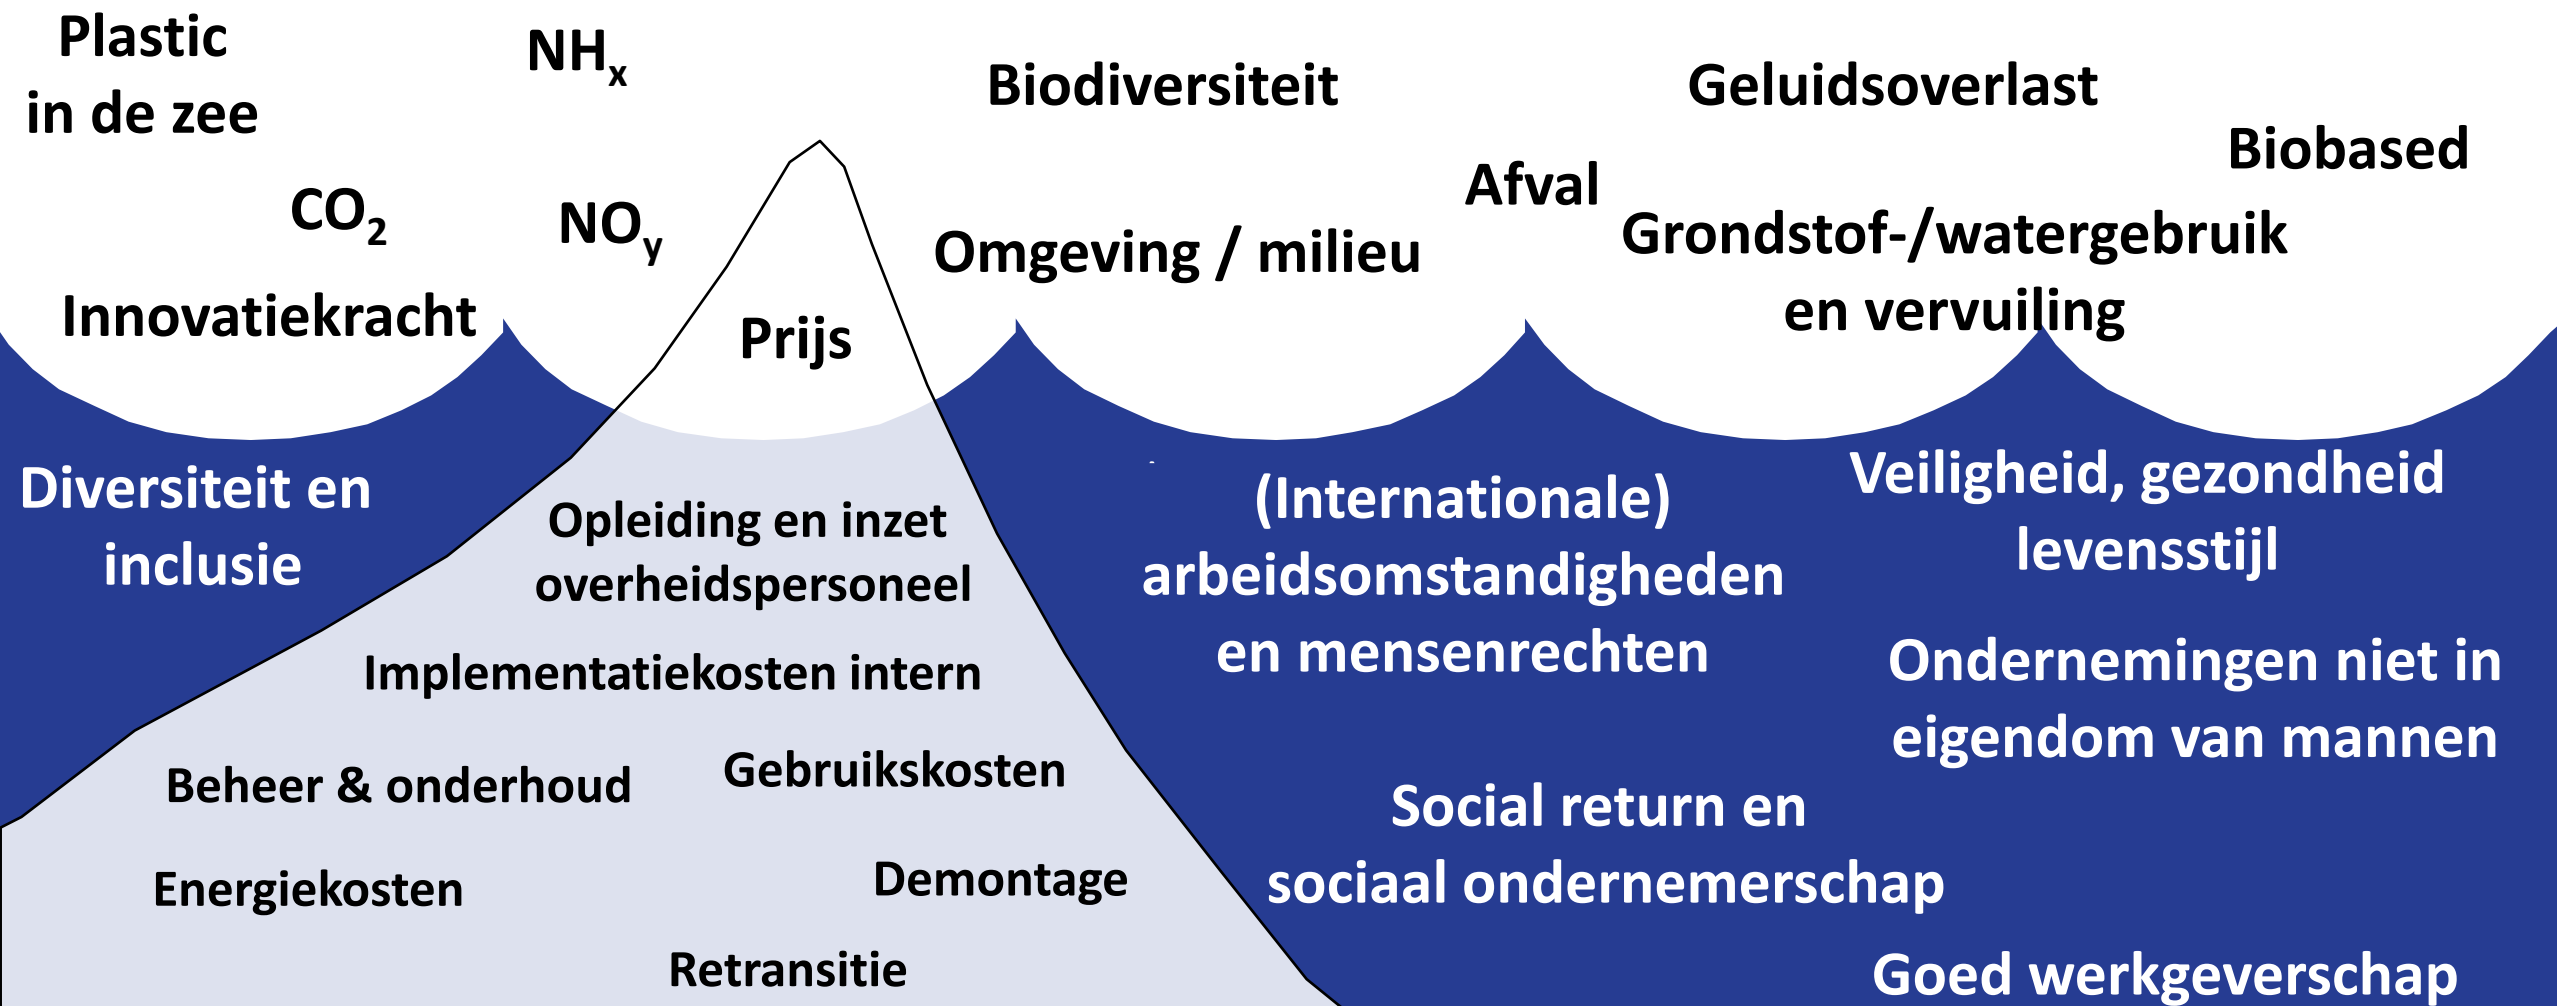 Plastic
in de zee
NHₓ
Biodiversiteit
Geluidsoverlast
Biobased
Afval
CO₂
NOy
Omgeving / milieu
Grondstof-/watergebruik
en vervuiling
Innovatiekracht
Prijs
Diversiteit en
inclusie
Opleiding en inzet
overheidspersoneel
(Internationale)
arbeidsomstandigheden
en mensenrechten
Veiligheid, gezondheid
levensstijl
Implementatiekosten intern
Ondernemingen niet in
eigendom van mannen
Beheer & onderhoud
Gebruikskosten
Social return en
sociaal ondernemerschap
Energiekosten
Demontage
Retransitie
Goed werkgeverschap